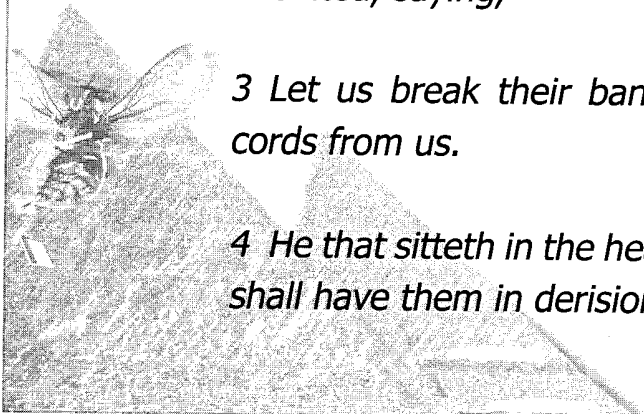 saying,
3 Let us break their ban
cords from us.
4 He that sitteth in the he
shall have them in derision